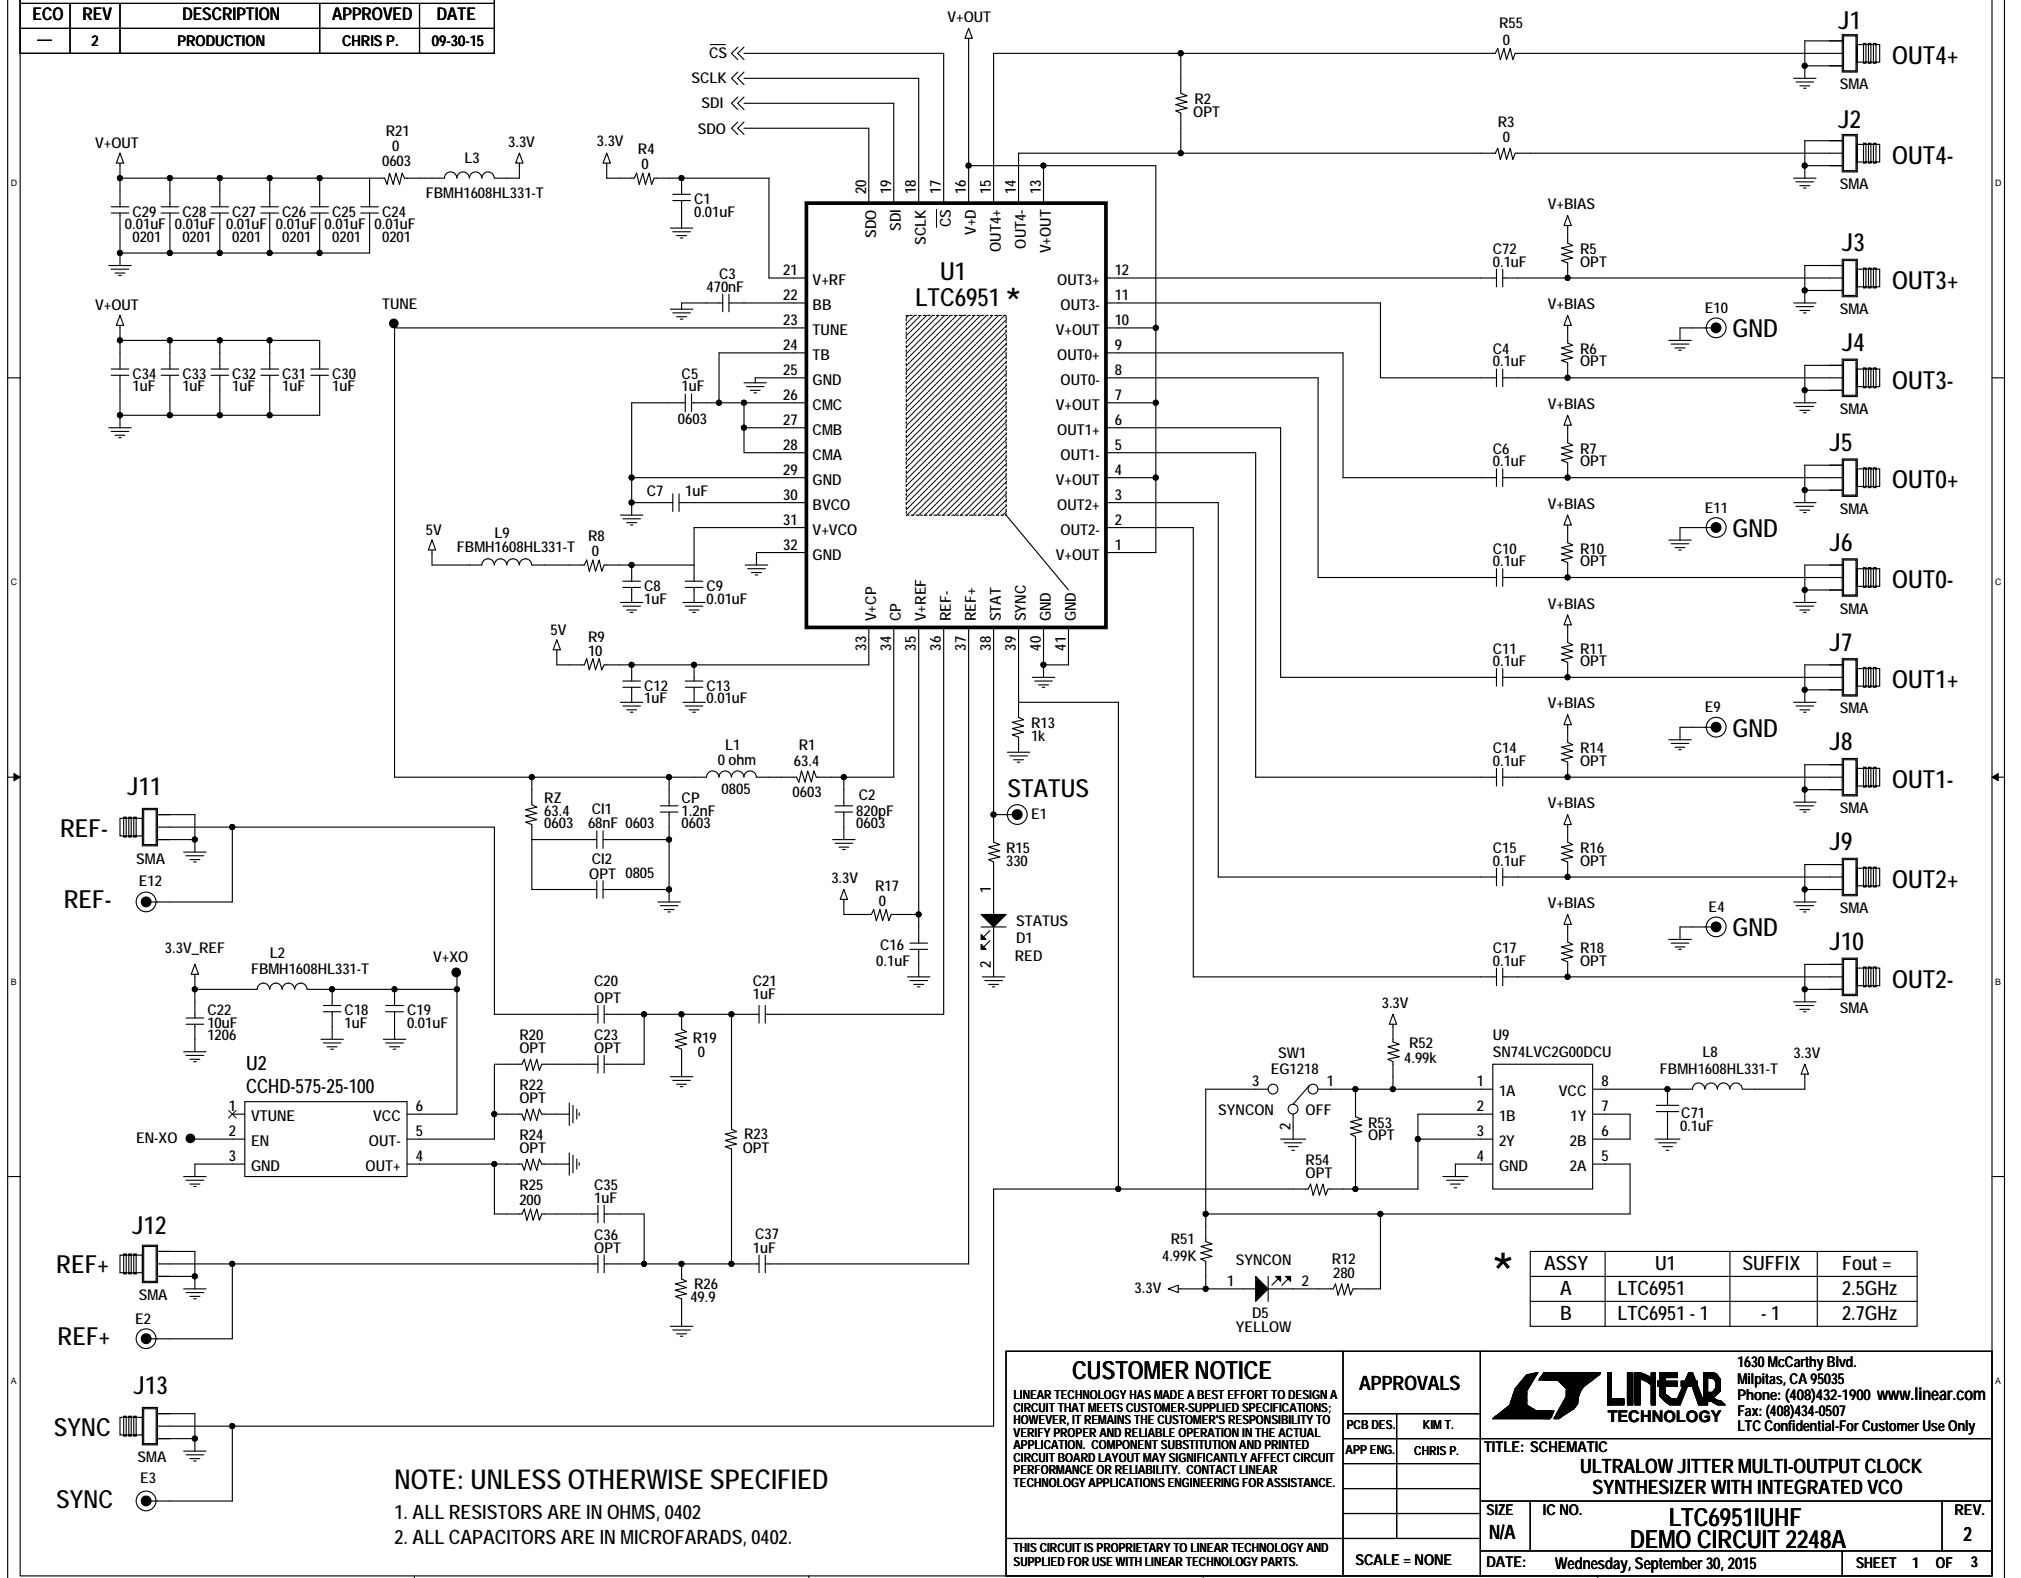 ECO REV DESCRIPTION APPROVED DATE
— 2 PRODUCTION CHRIS P. 09-30-15
V+OUT
R21
0
0603
L3
FBMH1608HL331-T
3.3V
C29
0.01uF
0201
C28
0.01uF
0201
C27
0.01uF
0201
C26
0.01uF
0201
C25
0.01uF
0201
C24
0.01uF
0201
V+OUT
C34
1uF
C33
1uF
C32
1uF
C31
1uF
C30
1uF
CS
SCLK
SDI
SDO
V+OUT
3.3V
R4
0
C1
0.01uF
C3
470nF
TUNE
C5
1uF
0603
C7 1uF
5V
L9
FBMH1608HL331-T
R8
0
C8
1uF
C9
0.01uF
5V
R9
10
C12
1uF
C13
0.01uF
U1
LTC6951 *
20 SDO
19 SDI
18 SCLK
17 CS
16 V+D
15 OUT4+
14 OUT4-
13 V+OUT
21 V+RF
22 BB
23 TUNE
24 TB
25 GND
26 CMC
27 CMB
28 CMA
29 GND
30 BVCO
31 V+VCO
32 GND
OUT3+ 12
OUT3- 11
V+OUT 10
OUT0+ 9
OUT0- 8
V+OUT 7
OUT1+ 6
OUT1- 5
V+OUT 4
OUT2+ 3
OUT2- 2
V+OUT 1
33 V+CP
34 CP
35 V+REF
36 REF-
37 REF+
38 STAT
39 SYNC
40 GND
41 GND
R55
0
R2
OPT
R3
0
J1
OUT4+
SMA
J2
OUT4-
SMA
V+BIAS
C72
0.1uF
R5
OPT
J3
OUT3+
SMA
V+BIAS
C4
0.1uF
R6
OPT
E10
GND
J4
OUT3-
SMA
V+BIAS
C6
0.1uF
R7
OPT
J5
OUT0+
SMA
V+BIAS
C10
0.1uF
R10
OPT
E11
GND
J6
OUT0-
SMA
V+BIAS
C11
0.1uF
R11
OPT
J7
OUT1+
SMA
V+BIAS
C14
0.1uF
R14
OPT
E9
GND
J8
OUT1-
SMA
V+BIAS
C15
0.1uF
R16
OPT
J9
OUT2+
SMA
V+BIAS
C17
0.1uF
R18
OPT
E4
GND
J10
OUT2-
SMA
R13
1k
STATUS
E1
R15
330
1
2
STATUS
D1
RED
L1
0 ohm
0805
R1
63.4
0603
C2
820pF
0603
RZ
63.4
0603
CI1
68nF 0603
CI2
OPT 0805
CP
1.2nF
0603
3.3V
R17
0
C16
0.1uF
J11
REF-
SMA
E12
REF-
3.3V_REF
L2
FBMH1608HL331-T
V+XO
C22
10uF
1206
C18
1uF
C19
0.01uF
U2
CCHD-575-25-100
1 VTUNE
2 EN
3 GND
VCC 6
OUT- 5
OUT+ 4
EN-XO
C20
OPT
R20
OPT
C23
OPT
R22
OPT
R24
OPT
R25
200
C35
1uF
C36
OPT
R19
0
C21
1uF
R23
OPT
C37
1uF
R26
49.9
J12
REF+
SMA
E2
REF+
J13
SYNC
SMA
E3
SYNC
3.3V
R52
4.99k
SW1
EG1218
3 1
SYNCON OFF
2
R53
OPT
R54
OPT
U9
SN74LVC2G00DCU
1 1A
2 1B
3 2Y
4 GND
VCC 8
1Y 7
2B 6
2A 5
L8
FBMH1608HL331-T
3.3V
C71
0.1uF
R51
4.99K
3.3V
SYNCON
1 2
D5
YELLOW
R12
280
* ASSY U1 SUFFIX Fout =
A LTC6951 2.5GHz
B LTC6951 - 1 - 1 2.7GHz
NOTE: UNLESS OTHERWISE SPECIFIED
1. ALL RESISTORS ARE IN OHMS, 0402
2. ALL CAPACITORS ARE IN MICROFARADS, 0402.
CUSTOMER NOTICE
LINEAR TECHNOLOGY HAS MADE A BEST EFFORT TO DESIGN A
CIRCUIT THAT MEETS CUSTOMER-SUPPLIED SPECIFICATIONS;
HOWEVER, IT REMAINS THE CUSTOMER'S RESPONSIBILITY TO
VERIFY PROPER AND RELIABLE OPERATION IN THE ACTUAL
APPLICATION. COMPONENT SUBSTITUTION AND PRINTED
CIRCUIT BOARD LAYOUT MAY SIGNIFICANTLY AFFECT CIRCUIT
PERFORMANCE OR RELIABILITY. CONTACT LINEAR
TECHNOLOGY APPLICATIONS ENGINEERING FOR ASSISTANCE.
THIS CIRCUIT IS PROPRIETARY TO LINEAR TECHNOLOGY AND
SUPPLIED FOR USE WITH LINEAR TECHNOLOGY PARTS.
APPROVALS
PCB DES. KIM T.
APP ENG. CHRIS P.
SCALE = NONE
LINEAR
TECHNOLOGY
1630 McCarthy Blvd.
Milpitas, CA 95035
Phone: (408)432-1900 www.linear.com
Fax: (408)434-0507
LTC Confidential-For Customer Use Only
TITLE: SCHEMATIC
ULTRALOW JITTER MULTI-OUTPUT CLOCK
SYNTHESIZER WITH INTEGRATED VCO
SIZE
N/A
IC NO.
LTC6951IUHF
DEMO CIRCUIT 2248A
REV.
2
DATE: Wednesday, September 30, 2015
SHEET 1 OF 3
D
C
B
A
D
C
B
A